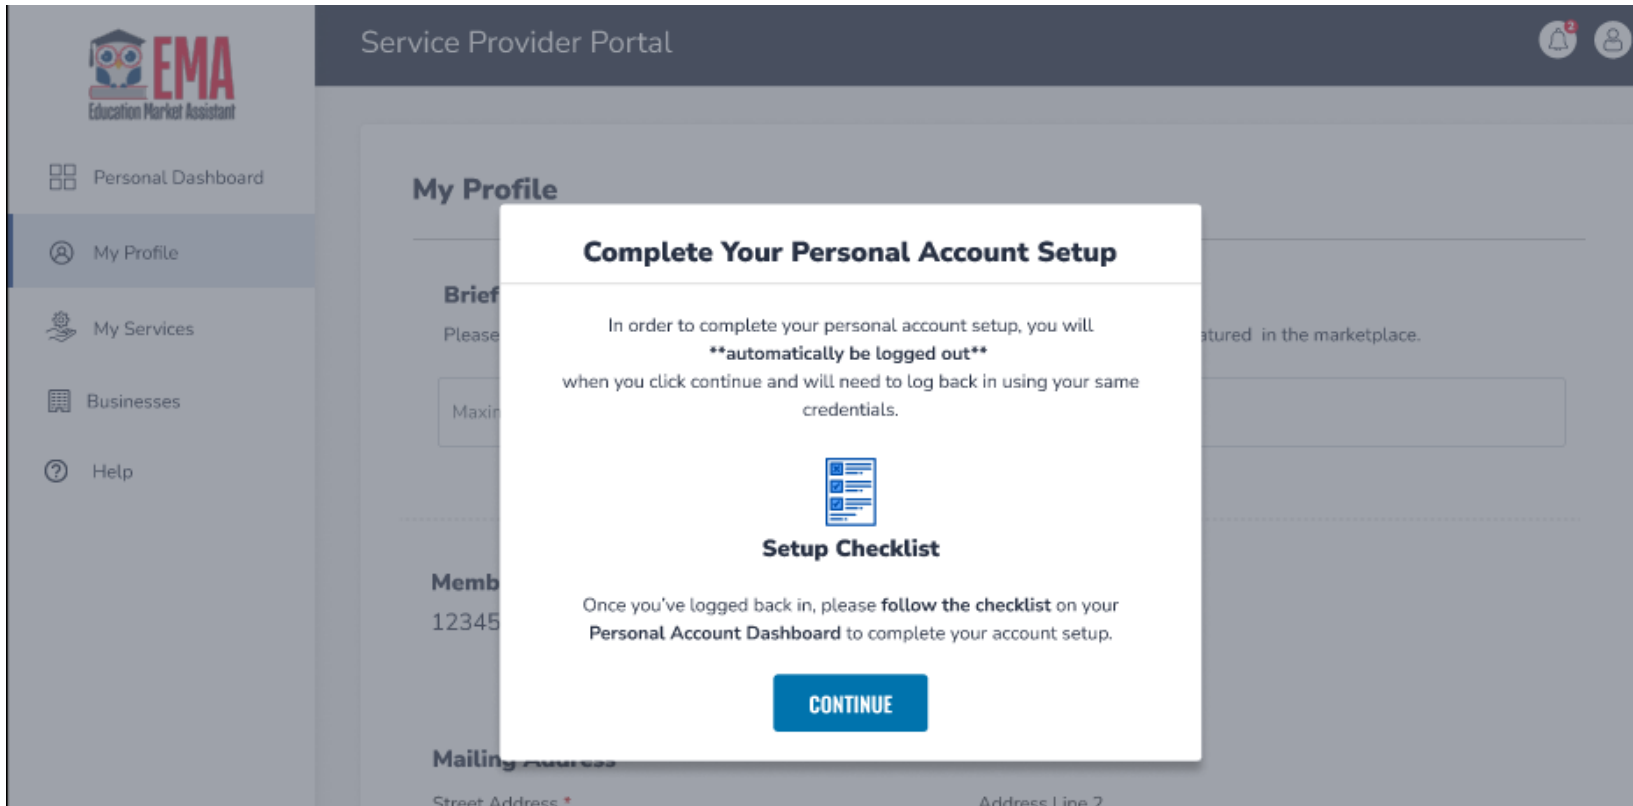 EMA
Education Market Assistant
Service Provider Portal
2
Personal Dashboard
My Profile
My Services
Businesses
Help
My Profile
Brief
Please
atured in the marketplace.
Complete Your Personal Account Setup
In order to complete your personal account setup, you will
**automatically be logged out**
when you click continue and will need to log back in using your same
credentials.
Setup Checklist
Once you've logged back in, please follow the checklist on your
Personal Account Dashboard to complete your account setup.
CONTINUE
Memb
12345
Mailing Address
Street Address *
Address Line 2